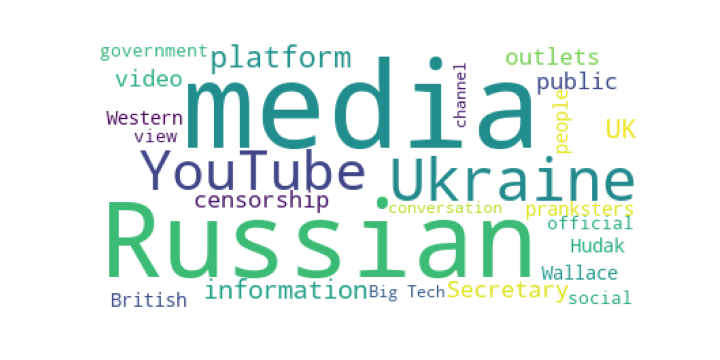 government platform outlets
video media channel public
Western people UK
view
YouTube Ukraine
censorship conversation pranksters
Russian official
Hudak
Wallace
information Big Tech Secretary
British social